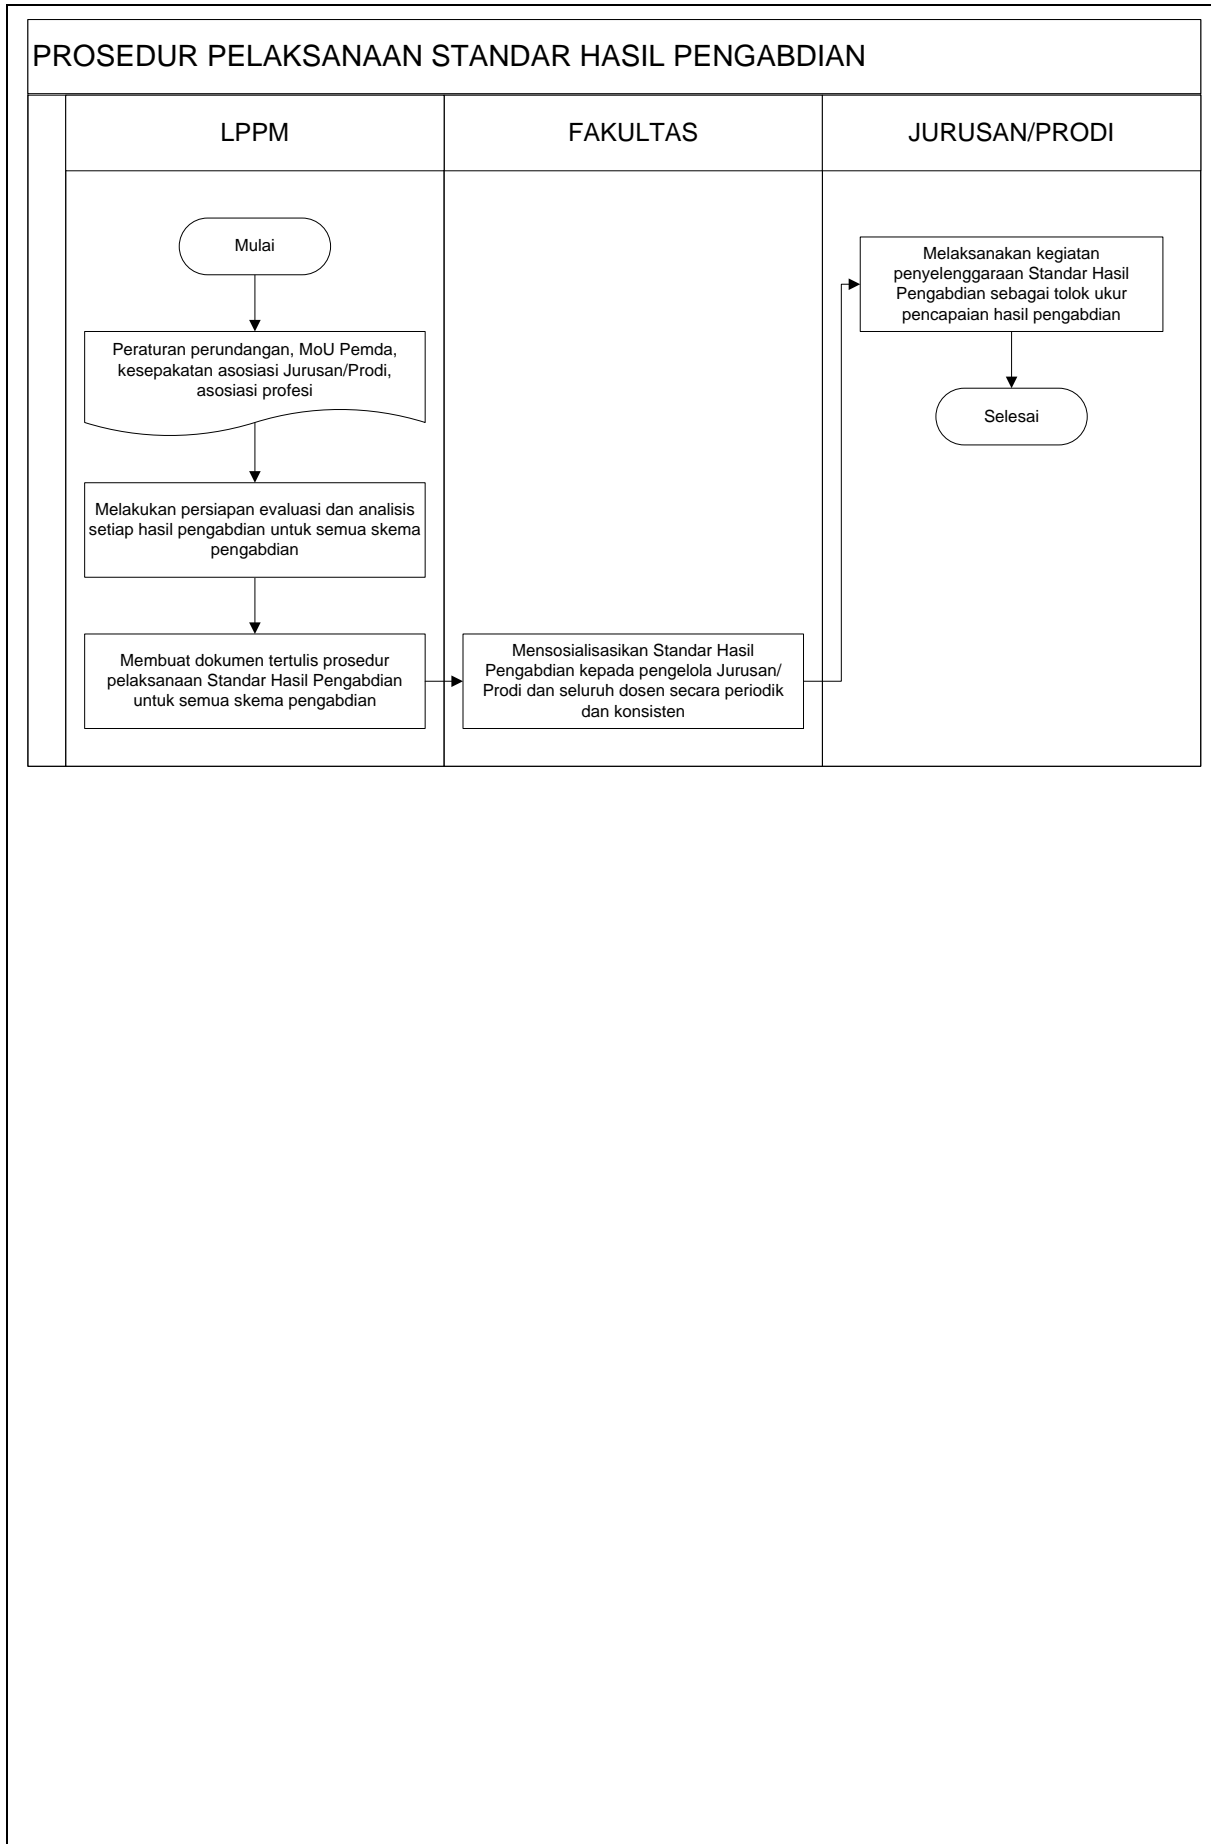 PROSEDUR PELAKSANAAN STANDAR HASIL PENGABDIAN
LPPM
FAKULTAS
JURUSAN/PRODI
Mulai
Peraturan perundangan, MoU Pemda,
kesepakatan asosiasi Jurusan/Prodi,
asosiasi profesi
Melakukan persiapan evaluasi dan analisis
setiap hasil pengabdian untuk semua skema
pengabdian
Membuat dokumen tertulis prosedur
pelaksanaan Standar Hasil Pengabdian
untuk semua skema pengabdian
Mensosialisasikan Standar Hasil
Pengabdian kepada pengelola Jurusan/
Prodi dan seluruh dosen secara periodik
dan konsisten
Melaksanakan kegiatan
penyelenggaraan Standar Hasil
Pengabdian sebagai tolok ukur
pencapaian hasil pengabdian
Selesai